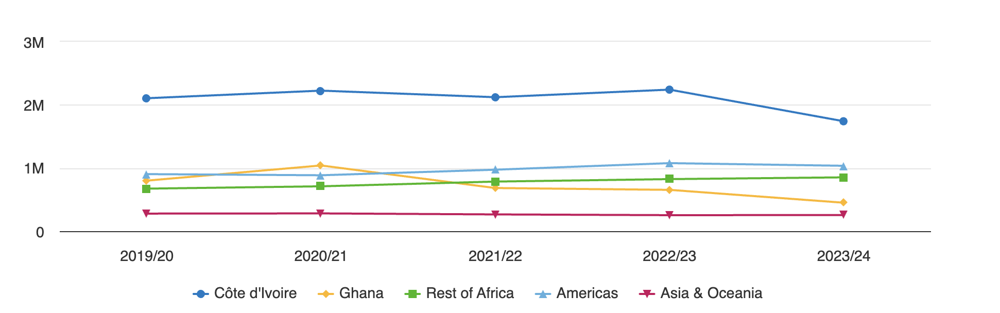 3M
2M
1M
0
2019/20 2020/21 2021/22 2022/23 2023/24
Côte d'Ivoire Ghana Rest of Africa Americas Asia & Oceania